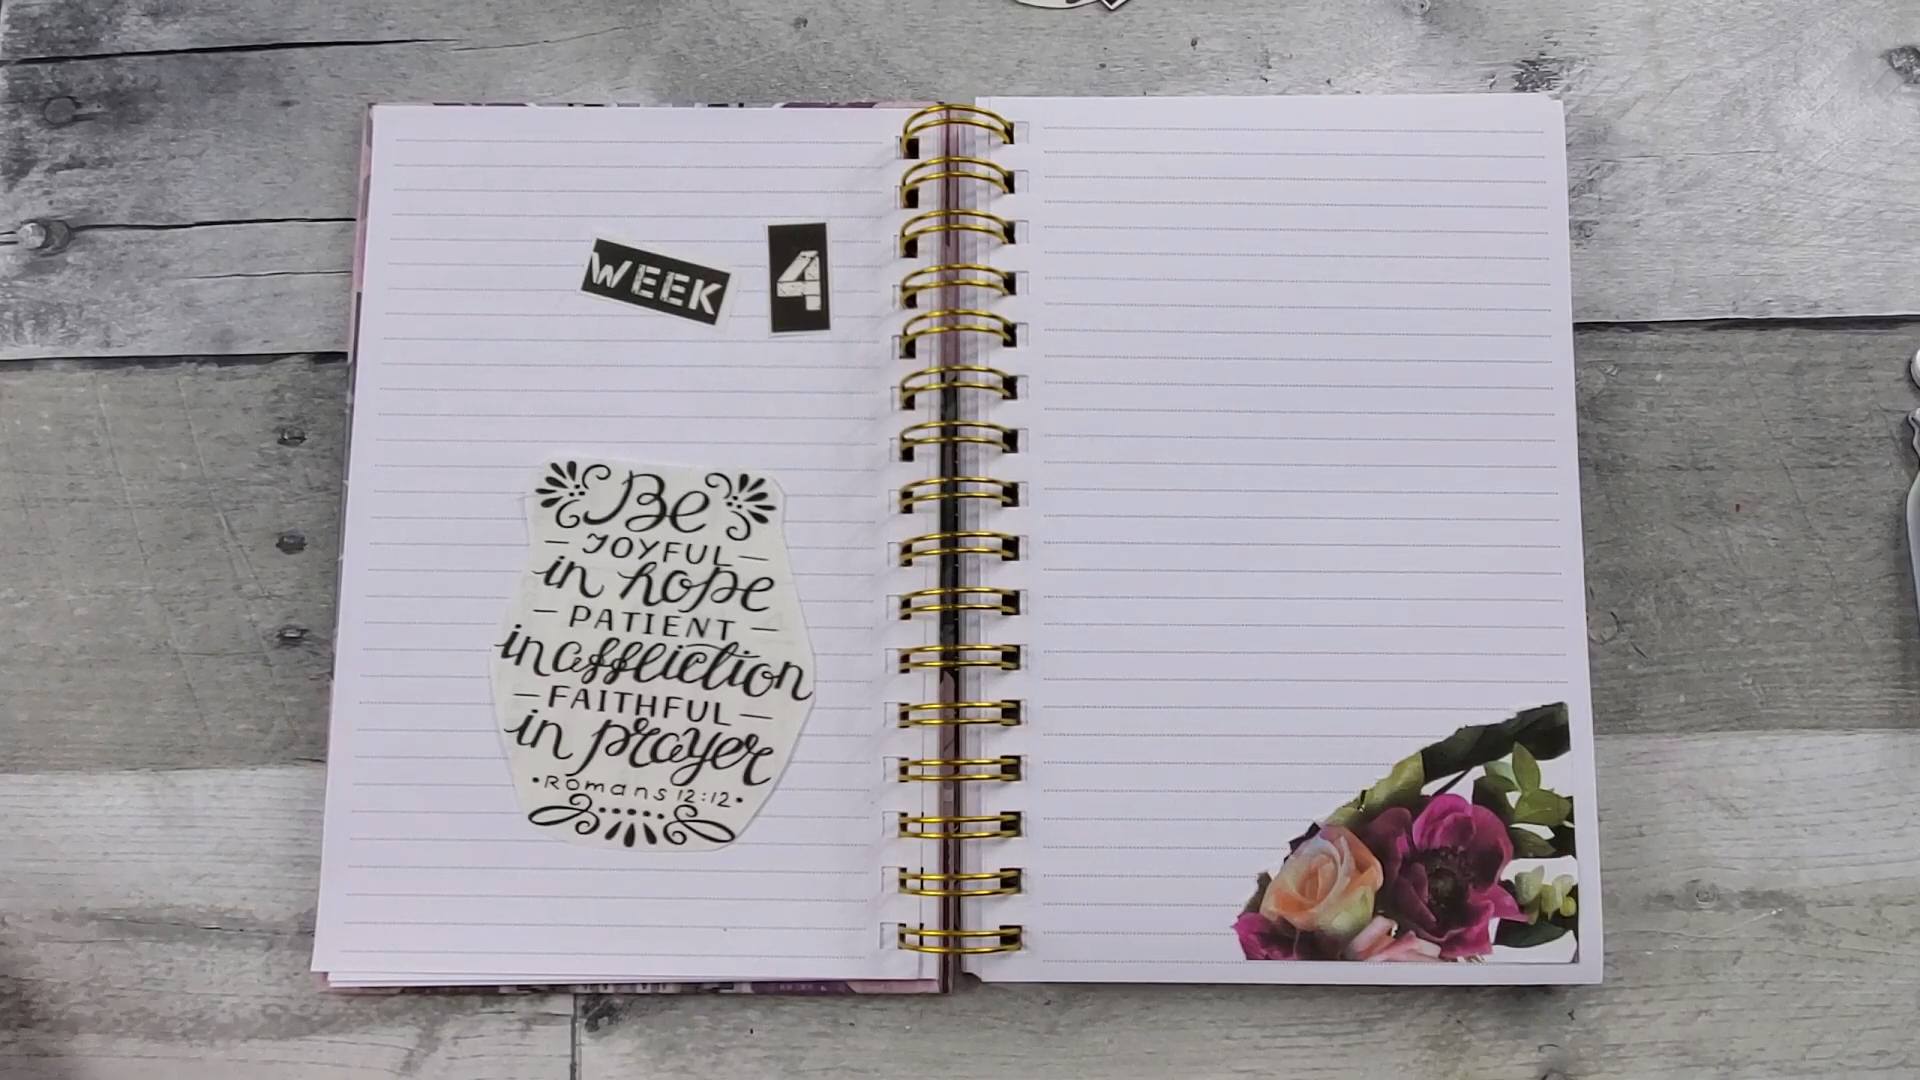 WEEK 4
Be
JOYFUL
in hope
PATIENT
in affliction
FAITHFUL
in prayer
•Romans 12:12•